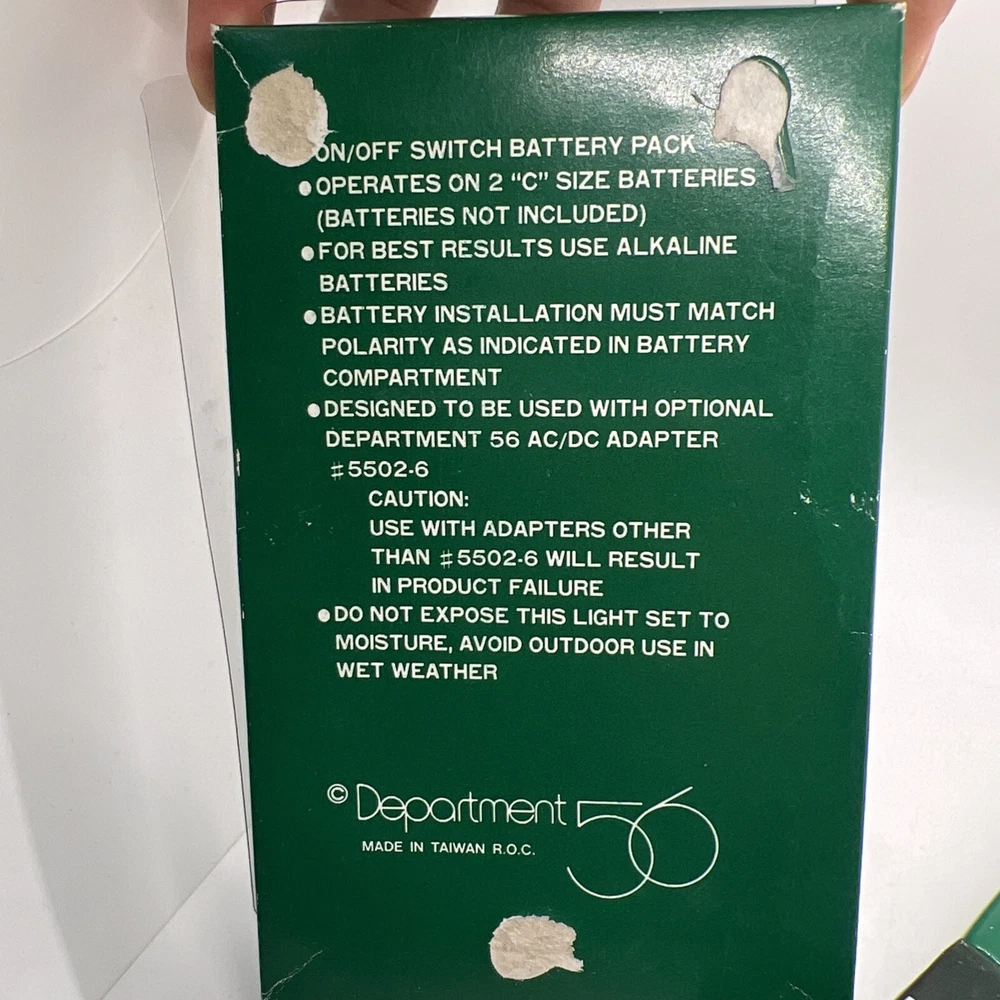 ON/OFF SWITCH BATTERY PACK
●OPERATES ON 2 “C” SIZE BATTERIES
(BATTERIES NOT INCLUDED)
●FOR BEST RESULTS USE ALKALINE
BATTERIES
●BATTERY INSTALLATION MUST MATCH
POLARITY AS INDICATED IN BATTERY
COMPARTMENT
●DESIGNED TO BE USED WITH OPTIONAL
DEPARTMENT 56 AC/DC ADAPTER
#5502-6
CAUTION:
USE WITH ADAPTERS OTHER
THAN #5502-6 WILL RESULT
IN PRODUCT FAILURE
●DO NOT EXPOSE THIS LIGHT SET TO
MOISTURE, AVOID OUTDOOR USE IN
WET WEATHER
© Department 56
MADE IN TAIWAN R.O.C.